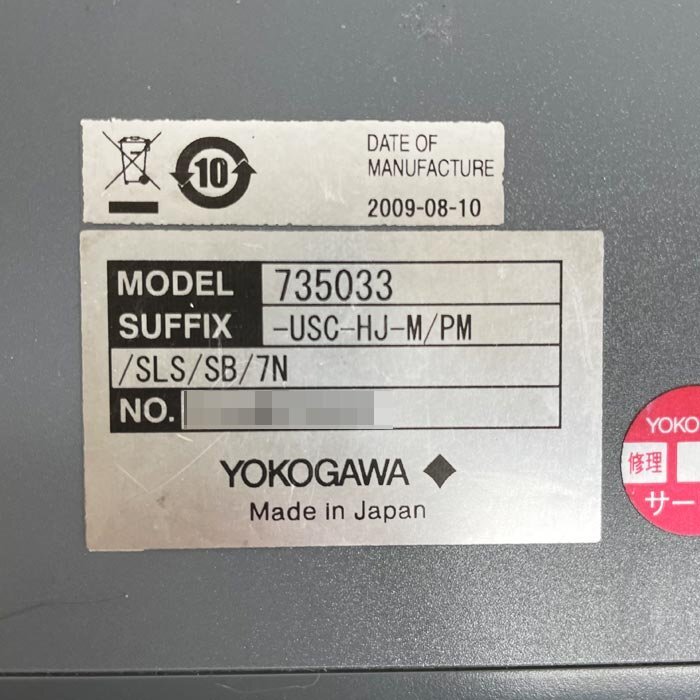 10
DATE OF
MANUFACTURE
2009-08-10
MODEL 735033
SUFFIX -USC-HJ-M/PM
/SLS/SB/7N
NO.
YOKOGAWA
Made in Japan
YOKO
修理
サー